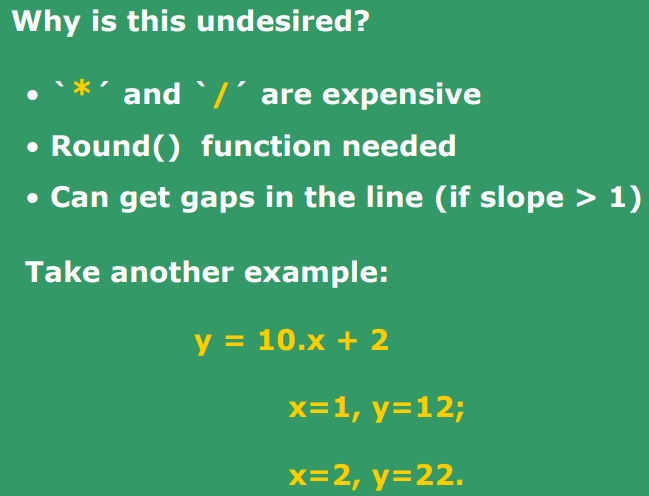 Why is this undesired?
• `*´ and `/´ are expensive
• Round() function needed
• Can get gaps in the line (if slope > 1)
Take another example:
y = 10.x + 2
x=1, y=12;
x=2, y=22.